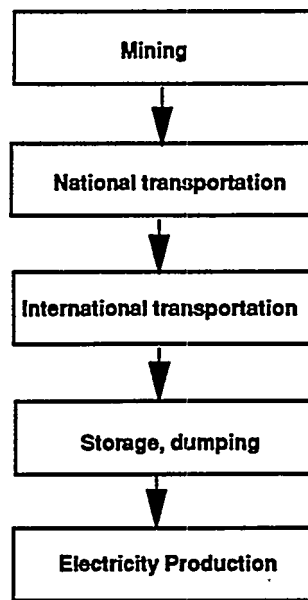 Mining
National transportation
International transportation
Storage, dumping
Electricity Production